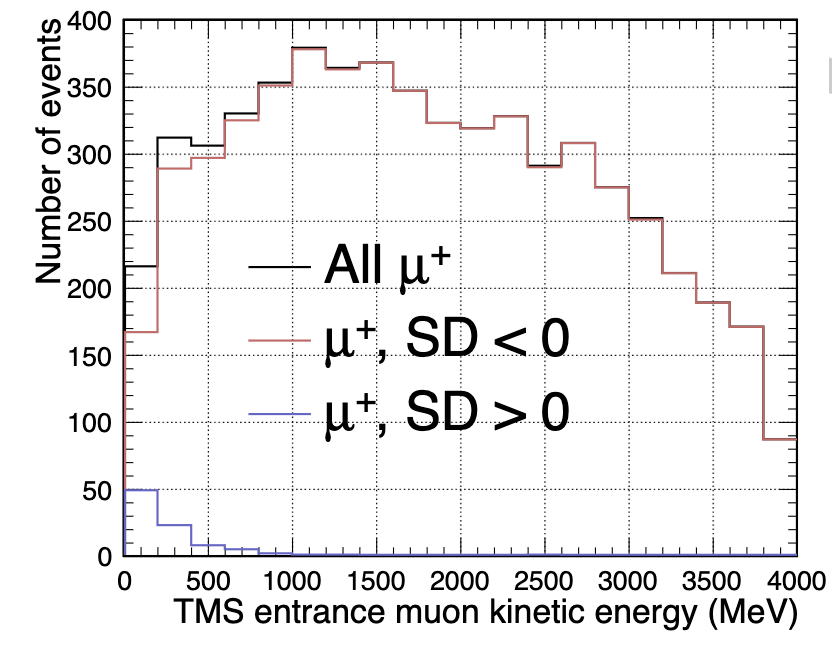 Number of events
400
350
300
250
200
150
100
50
0
All μ⁺
μ⁺, SD < 0
μ⁺, SD > 0
0 500 1000 1500 2000 2500 3000 3500 4000
TMS entrance muon kinetic energy (MeV)